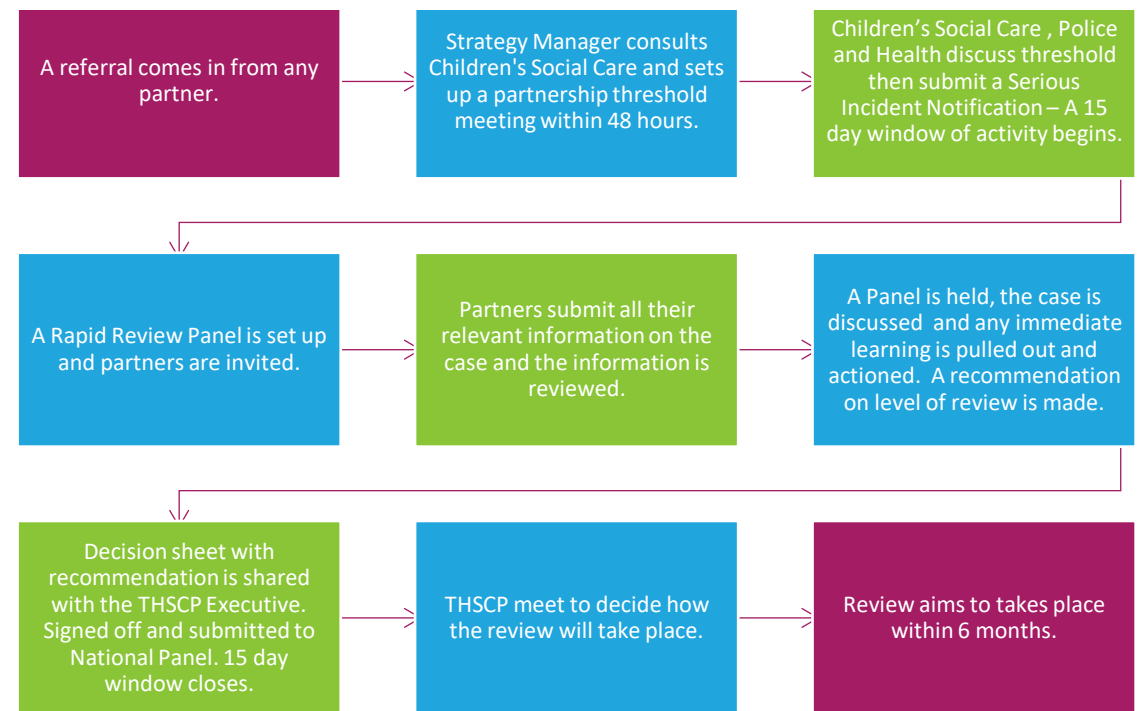 A referral comes in from any
partner.
Strategy Manager consults
Children's Social Care and sets
up a partnership threshold
meeting within 48 hours.
Children’s Social Care , Police
and Health discuss threshold
then submit a Serious
Incident Notification – A 15
day window of activity begins.
A Rapid Review Panel is set up
and partners are invited.
Partners submit all their
relevant information on the
case and the information is
reviewed.
A Panel is held, the case is
discussed  and any immediate
learning is pulled out and
actioned.  A recommendation
on level of review is made.
Decision sheet with
recommendation is shared
with the THSCP Executive.
Signed off and submitted to
National Panel. 15 day
window closes.
THSCP meet to decide how
the review will take place.
Review aims to takes place
within 6 months.